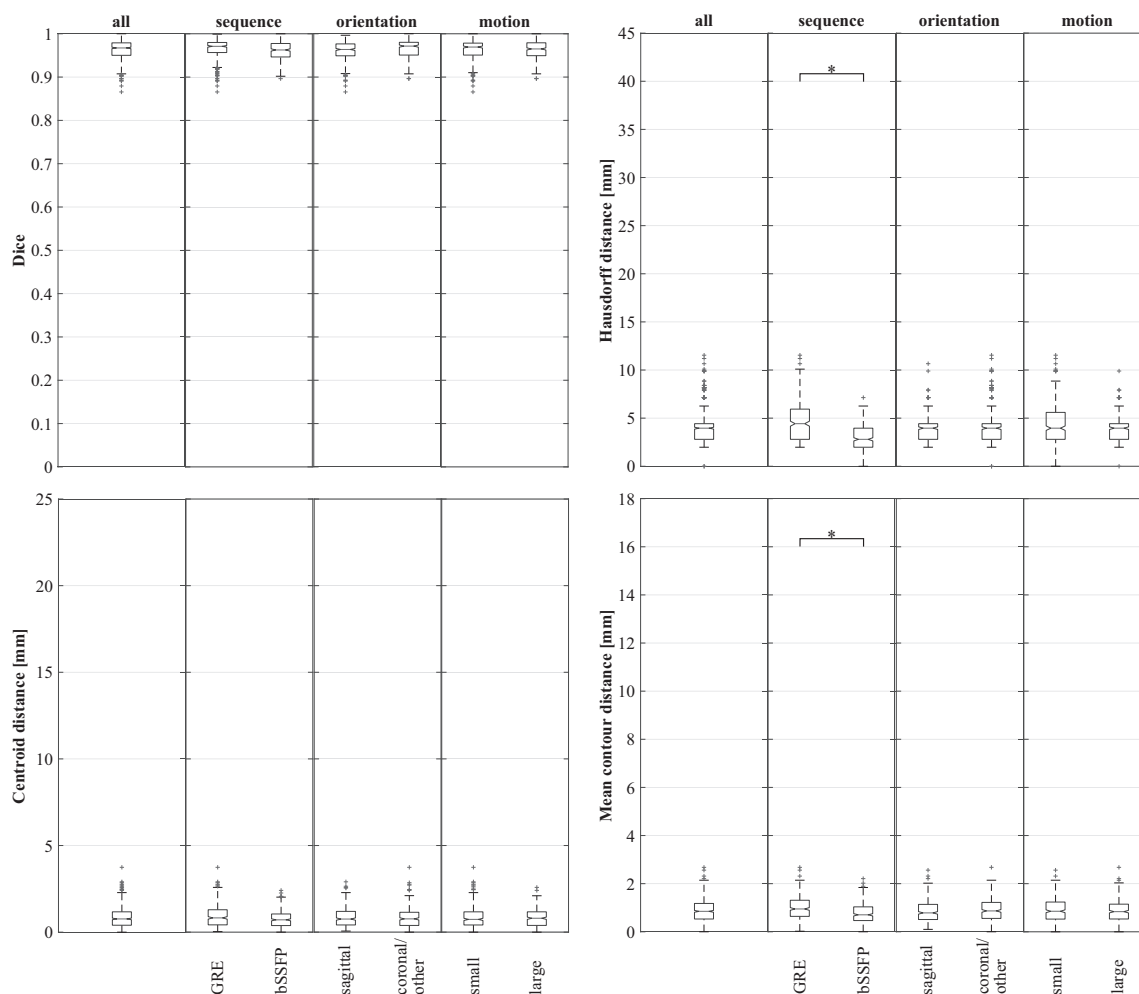 all sequence orientation motion
Dice
1
0.9
0.8
0.7
0.6
0.5
0.4
0.3
0.2
0.1
0
all sequence orientation motion
Hausdorff distance [mm]
45
40
35
30
25
20
15
10
5
0
*
Centroid distance [mm]
25
20
15
10
5
0
GRE
bSSFP
sagittal
coronal/
other
small
large
Mean contour distance [mm]
18
16
14
12
10
8
6
4
2
0
*
GRE
bSSFP
sagittal
coronal/
other
small
large